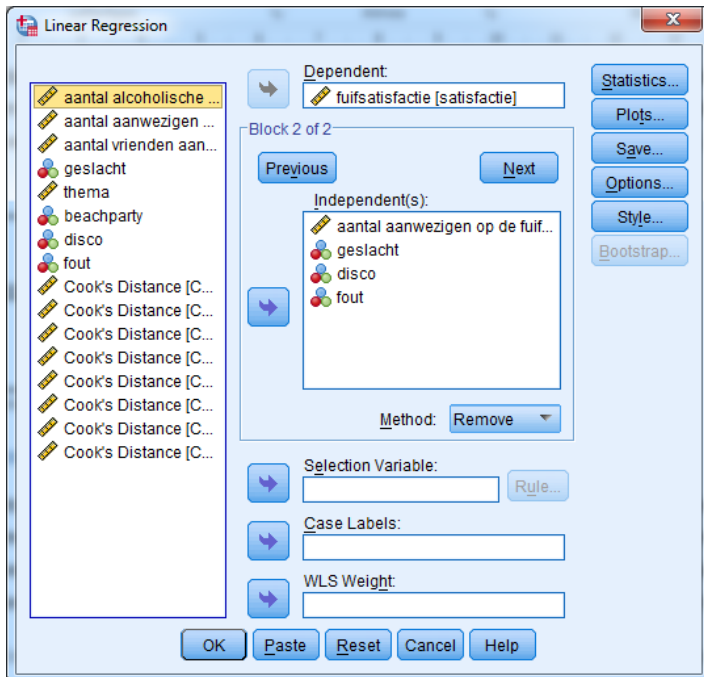 Linear Regression
aantal alcoholische ...
aantal aanwezigen ...
aantal vrienden aan...
geslacht
thema
beachparty
disco
fout
Cook's Distance [C...
Cook's Distance [C...
Cook's Distance [C...
Cook's Distance [C...
Cook's Distance [C...
Cook's Distance [C...
Cook's Distance [C...
Cook's Distance [C...
Dependent:
fuifsatisfactie [satisfactie]
Block 2 of 2
Previous
Next
Independent(s):
aantal aanwezigen op de fuif...
geslacht
disco
fout
Method: Remove
Selection Variable:
Rule...
Case Labels:
WLS Weight:
Statistics...
Plots...
Save...
Options...
Style...
Bootstrap...
OK Paste Reset Cancel Help